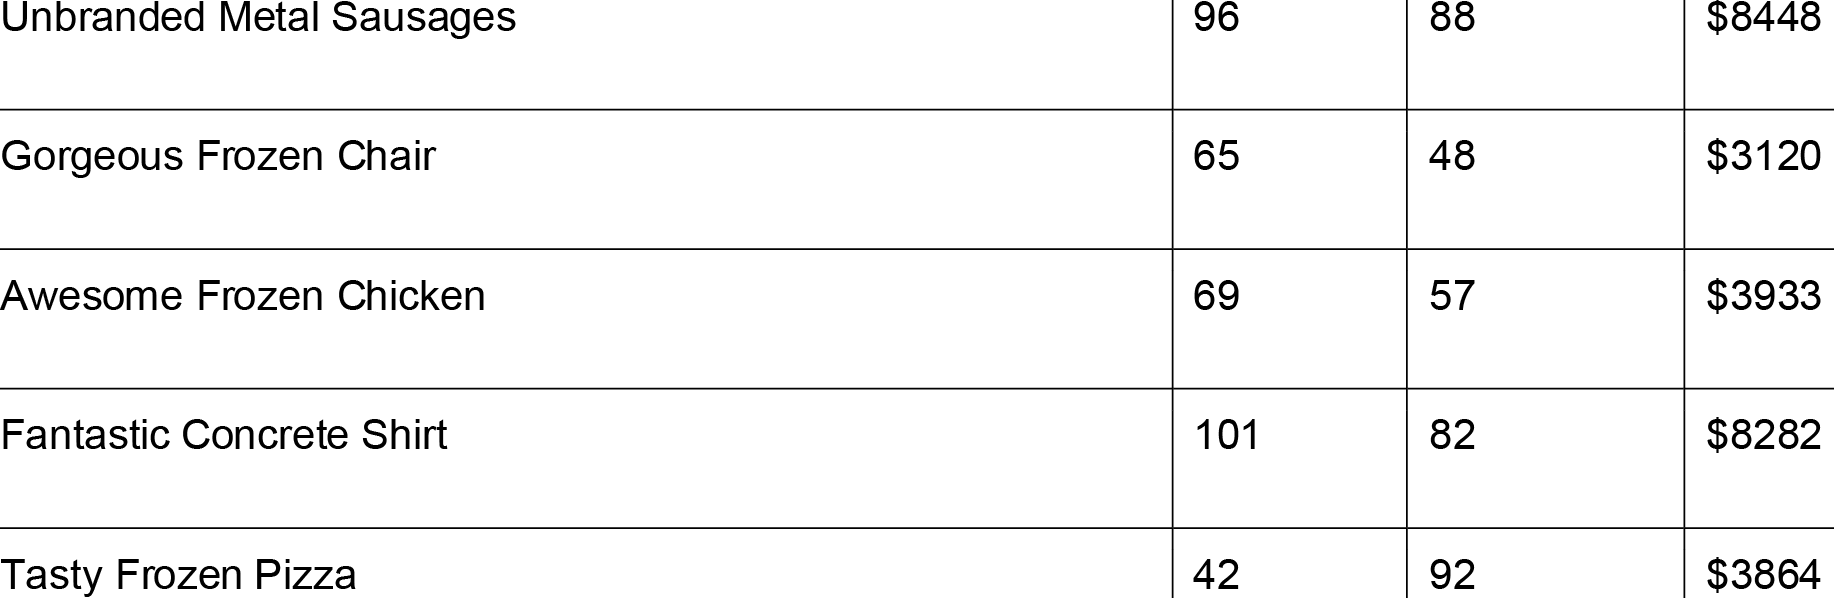 Unbranded Metal Sausages 96 88 $8448
Gorgeous Frozen Chair 65 48 $3120
Awesome Frozen Chicken 69 57 $3933
Fantastic Concrete Shirt 101 82 $8282
Tasty Frozen Pizza 42 92 $3864